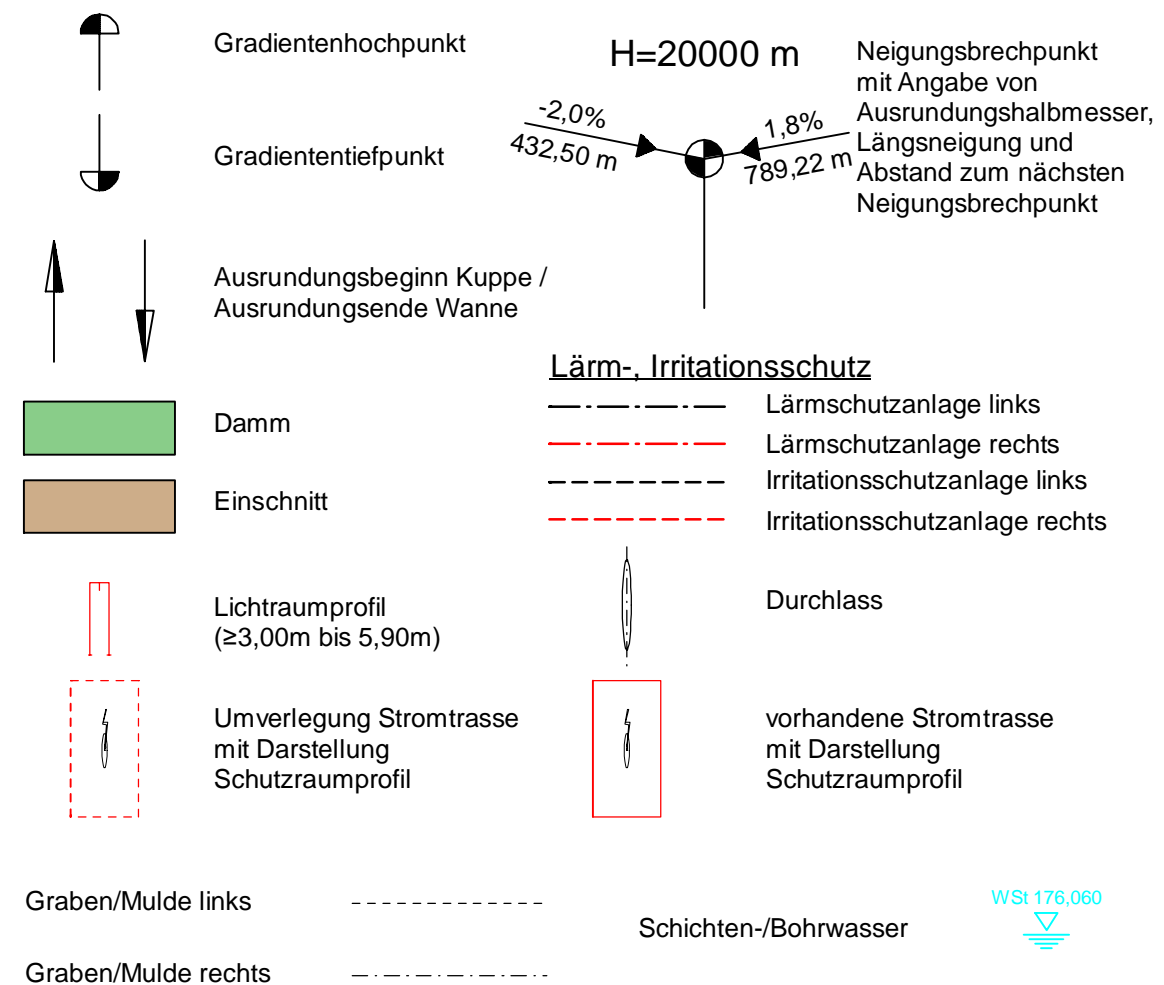 Gradientenhochpunkt
Gradiententiefpunkt
Ausrundungsbeginn Kuppe /
Ausrundungsende Wanne
Damm
Einschnitt
Lichtraumprofil
(≥3,00m bis 5,90m)
Umverlegung Stromtrasse
mit Darstellung
Schutzraumprofil
H=20000 m
-2,0%
432,50 m
1,8%
789,22 m
Neigungsbrechpunkt
mit Angabe von
Ausrundungshalbmesser,
Längsneigung und
Abstand zum nächsten
Neigungsbrechpunkt
Lärm-, Irritationsschutz
Lärmschutzanlage links
Lärmschutzanlage rechts
Irritationsschutzanlage links
Irritationsschutzanlage rechts
Durchlass
vorhandene Stromtrasse
mit Darstellung
Schutzraumprofil
Graben/Mulde links
Graben/Mulde rechts
Schichten-/Bohrwasser
WSt 176,060